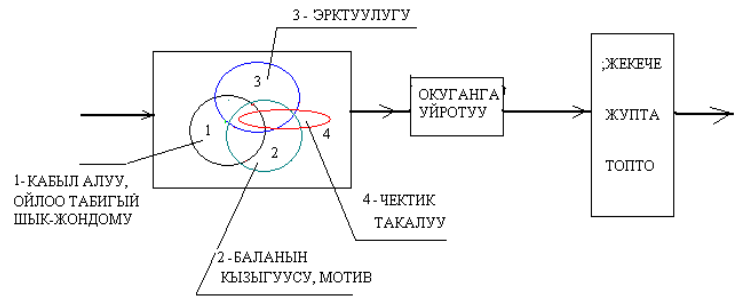 3 - ЭРКТУУЛУГУ
3
1
2
4
ОКУГАНГА
УЙРОТУУ
;ЖЕКЕЧЕ
ЖУПТА
ТОПТО
1- КАБЫЛ АЛУУ,
ОЙЛОО ТАБИГЫЙ
ШЫК-ЖОНДОМУ
4 - ЧЕКТИК
ТАКАЛУУ
2 -БАЛАНЫН
КЫЗЫГУУСУ, МОТИВ